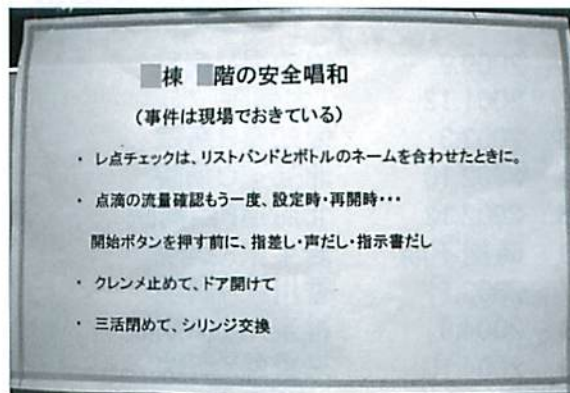 棟 階の安全唱和
(事件は現場でおきている)
・ レ点チェックは、リストバンドとボトルのネームを合わせたときに。
・ 点滴の流量確認もう一度、設定時・再開時・・・
開始ボタンを押す前に、指差し・声だし・指示書だし
・ クレンメ止めて、ドア開けて
・ 三活閉めて、シリンジ交換